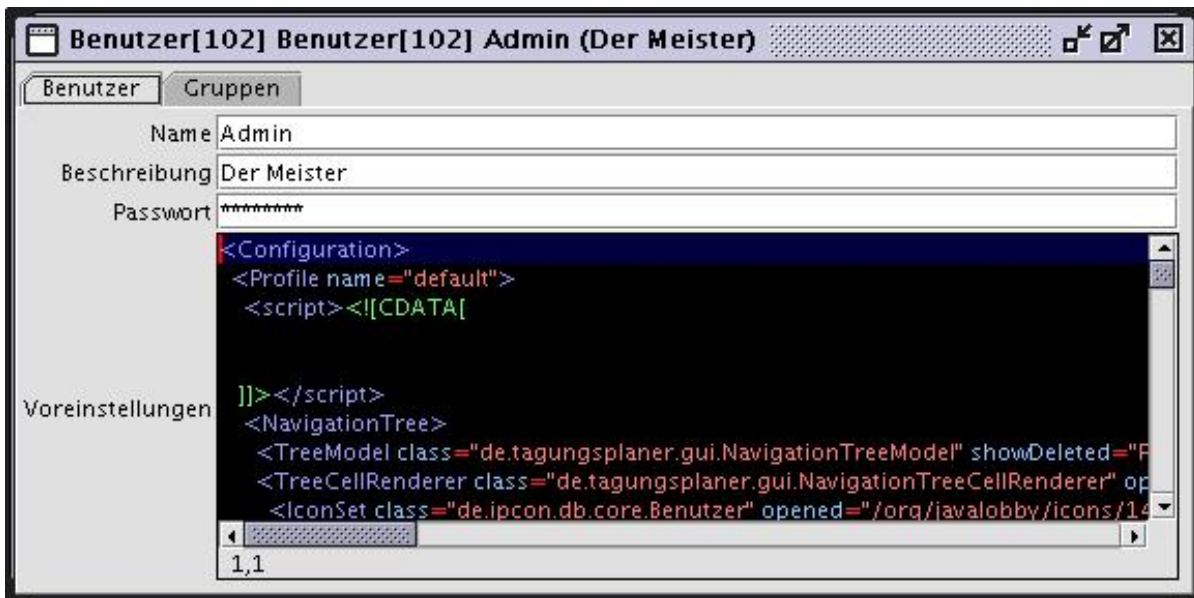 Benutzer[102] Benutzer[102] Admin (Der Meister)
Benutzer Gruppen
Name Admin
Beschreibung Der Meister
Passwort ********
Voreinstellungen
<Configuration>
<Profile name="default">
<script><![CDATA[
]]></script>
<NavigationTree>
<TreeModel class="de.tagungsplaner.gui.NavigationTreeModel" showDeleted="F
<TreeCellRenderer class="de.tagungsplaner.gui.NavigationTreeCellRenderer" op
<IconSet class="de.ipcon.db.core.Benutzer" opened="/org/javalobby/icons/14
1,1